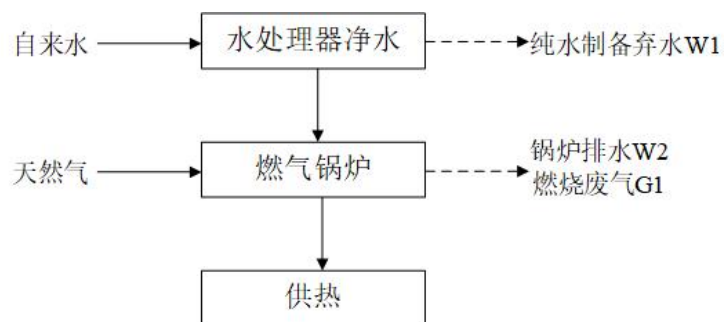 自来水
水处理器净水
纯水制备弃水W1
天然气
燃气锅炉
锅炉排水W2
燃烧废气G1
供热